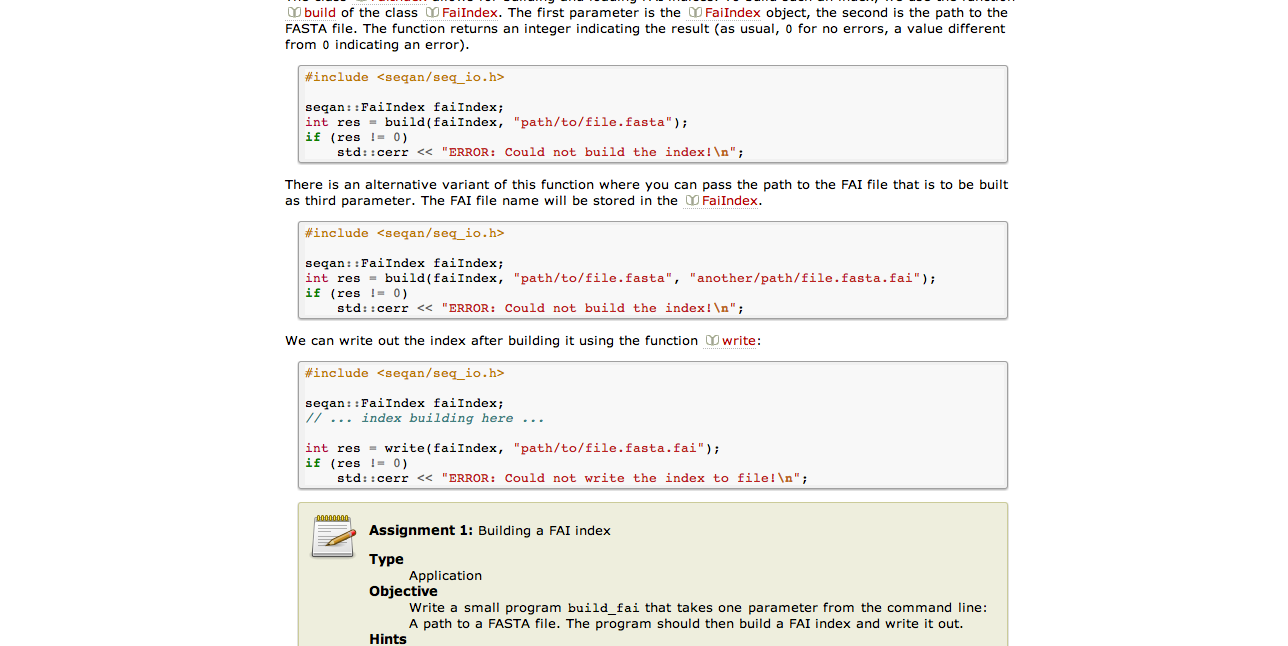 build of the class FaiIndex. The first parameter is the FaiIndex object, the second is the path to the
FASTA file. The function returns an integer indicating the result (as usual, 0 for no errors, a value different
from 0 indicating an error).
#include <seqan/seq_io.h>
seqan::FaiIndex faiIndex;
int res = build(faiIndex, "path/to/file.fasta");
if (res != 0)
    std::cerr << "ERROR: Could not build the index!\n";
There is an alternative variant of this function where you can pass the path to the FAI file that is to be built
as third parameter. The FAI file name will be stored in the FaiIndex.
#include <seqan/seq_io.h>
seqan::FaiIndex faiIndex;
int res = build(faiIndex, "path/to/file.fasta", "another/path/file.fasta.fai");
if (res != 0)
    std::cerr << "ERROR: Could not build the index!\n";
We can write out the index after building it using the function write:
#include <seqan/seq_io.h>
seqan::FaiIndex faiIndex;
// ... index building here ...
int res = write(faiIndex, "path/to/file.fasta.fai");
if (res != 0)
    std::cerr << "ERROR: Could not write the index to file!\n";
Assignment 1: Building a FAI index
Type
Application
Objective
Write a small program build_fai that takes one parameter from the command line:
A path to a FASTA file. The program should then build a FAI index and write it out.
Hints